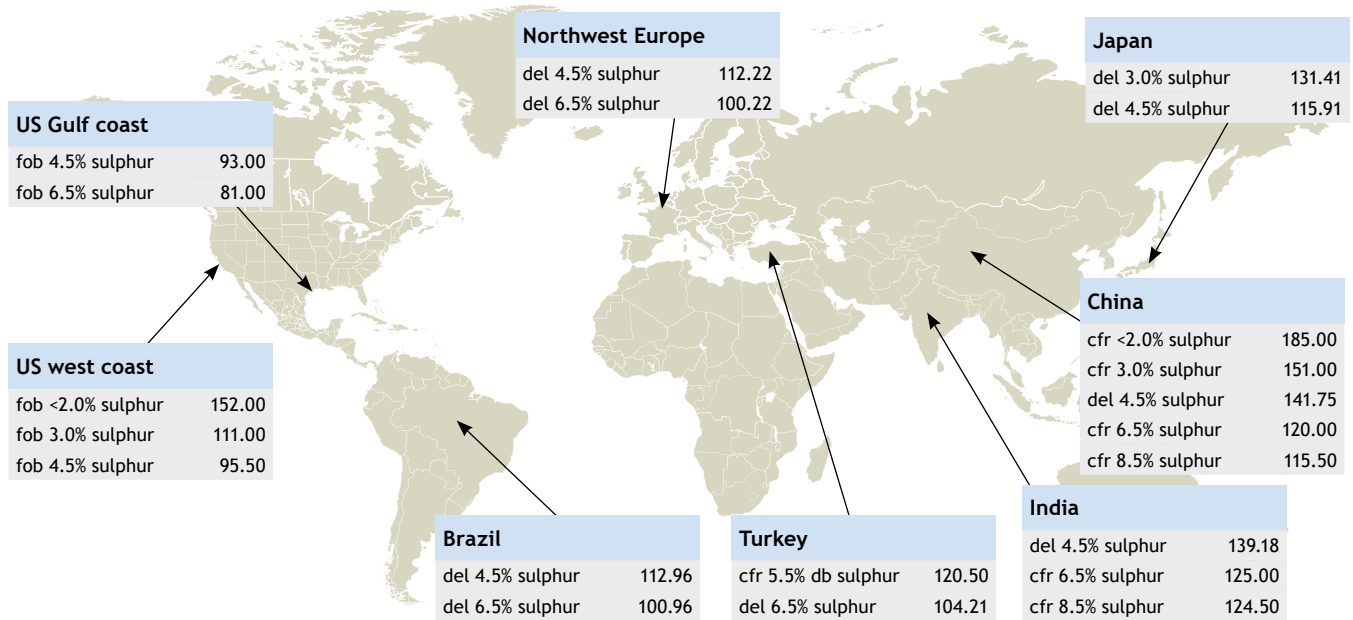 Northwest Europe
del 4.5% sulphur 112.22
del 6.5% sulphur 100.22
Japan
del 3.0% sulphur 131.41
del 4.5% sulphur 115.91
US Gulf coast
fob 4.5% sulphur 93.00
fob 6.5% sulphur 81.00
China
cfr <2.0% sulphur 185.00
cfr 3.0% sulphur 151.00
del 4.5% sulphur 141.75
cfr 6.5% sulphur 120.00
cfr 8.5% sulphur 115.50
US west coast
fob <2.0% sulphur 152.00
fob 3.0% sulphur 111.00
fob 4.5% sulphur 95.50
India
del 4.5% sulphur 139.18
cfr 6.5% sulphur 125.00
cfr 8.5% sulphur 124.50
Brazil
del 4.5% sulphur 112.96
del 6.5% sulphur 100.96
Turkey
cfr 5.5% db sulphur 120.50
del 6.5% sulphur 104.21